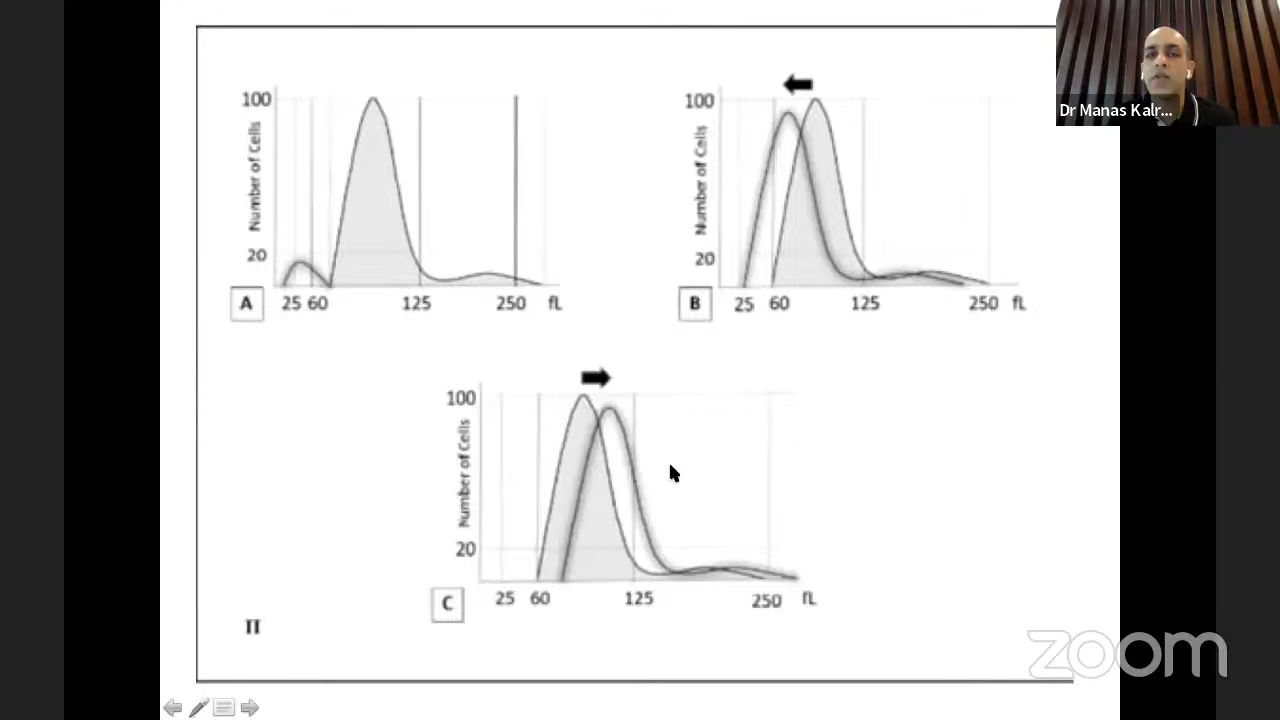 Dr Manas Kalr...
100
Number of Cells
20
A
25 60 125 250 fL
100
Number of Cells
20
B
25 60 125 250 fL
100
Number of Cells
20
C
25 60 125 250 fL
II
zoom